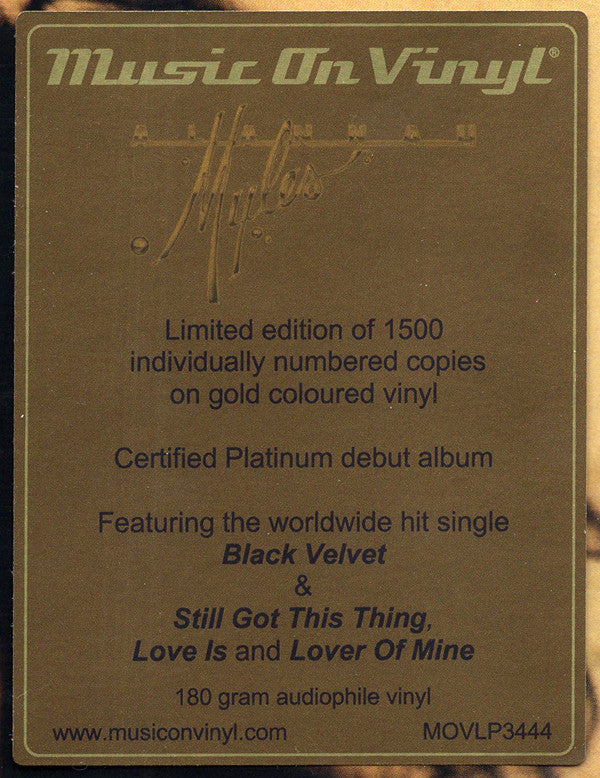 Music On Vinyl®
ALANNAH
Myles
Limited edition of 1500
individually numbered copies
on gold coloured vinyl
Certified Platinum debut album
Featuring the worldwide hit single
Black Velvet
&
Still Got This Thing,
Love Is and Lover Of Mine
180 gram audiophile vinyl
www.musiconvinyl.com
MOVLP3444